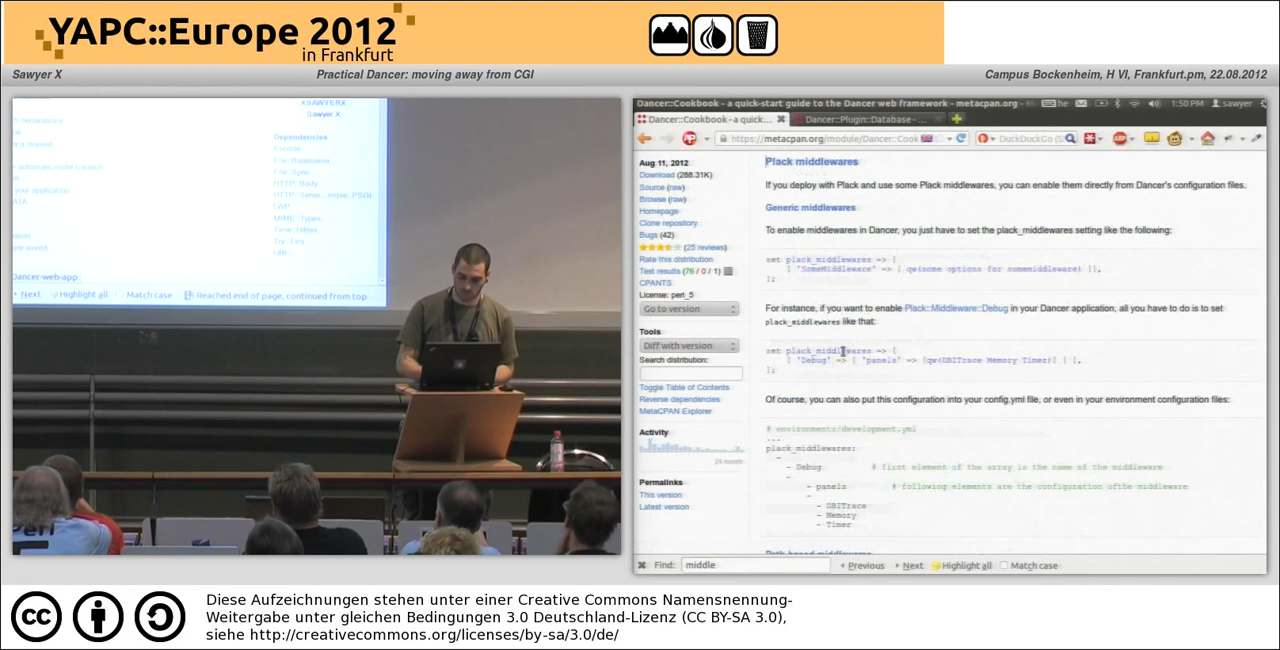 YAPC::Europe 2012
in Frankfurt
Sawyer X
Practical Dancer: moving away from CGI
Campus Bockenheim, H VI, Frankfurt.pm, 22.08.2012
XSAWYERX
Sawyer X
Dependencies
Encode
File::Basename
File::Spec
HTTP::Body
LWP
MIME::Types
Try::Tiny
URI
your application
Dancer-web-app
Next Highlight all Match case Reached end of page, continued from top
Dancer::Cookbook - a quick-start guide to the Dancer web framework - metacpan.org -
he
1:50 PM sawyer
Dancer::Cookbook - a quick...
Dancer::Plugin::Database - ...
https://metacpan.org/module/Dancer::Cook
DuckDuckGo
Aug 11, 2012
Download (288.31K)
Source (raw)
Browse (raw)
Homepage
Clone repository
Bugs (42)
(25 reviews)
Rate this distribution
Test results (76 / 0 / 1)
CPANTS
License: perl_5
Go to version
Tools
Diff with version
Search distribution:
Toggle Table of Contents
Reverse dependencies
MetaCPAN Explorer
Activity
24 month
Permalinks
This version
Latest version
Plack middlewares
If you deploy with Plack and use some Plack middlewares, you can enable them directly from Dancer's configuration files.
Generic middlewares
To enable middlewares in Dancer, you just have to set the plack_middlewares setting like the following:
set plack_middlewares => [
[ 'SomeMiddleware' => [ qw(some options for somemiddleware) ]],
];
For instance, if you want to enable Plack::Middleware::Debug in your Dancer application, all you have to do is to set
plack_middlewares like that:
set plack_middlewares => [
[ 'Debug' => [ 'panels' => [qw(DBITrace Memory Timer)] ] ],
];
Of course, you can also put this configuration into your config.yml file, or even in your environment configuration files:
# environments/development.yml
---
plack_middlewares:
-
- Debug # first element of the array is the name of the middleware
-
- panels # following elements are the configuration ofthe middleware
-
- DBITrace
- Memory
- Timer
Path-based middlewares
Find: middle
Previous Next Highlight all Match case
cc
Diese Aufzeichnungen stehen unter einer Creative Commons Namensnennung-
Weitergabe unter gleichen Bedingungen 3.0 Deutschland-Lizenz (CC BY-SA 3.0),
siehe http://creativecommons.org/licenses/by-sa/3.0/de/